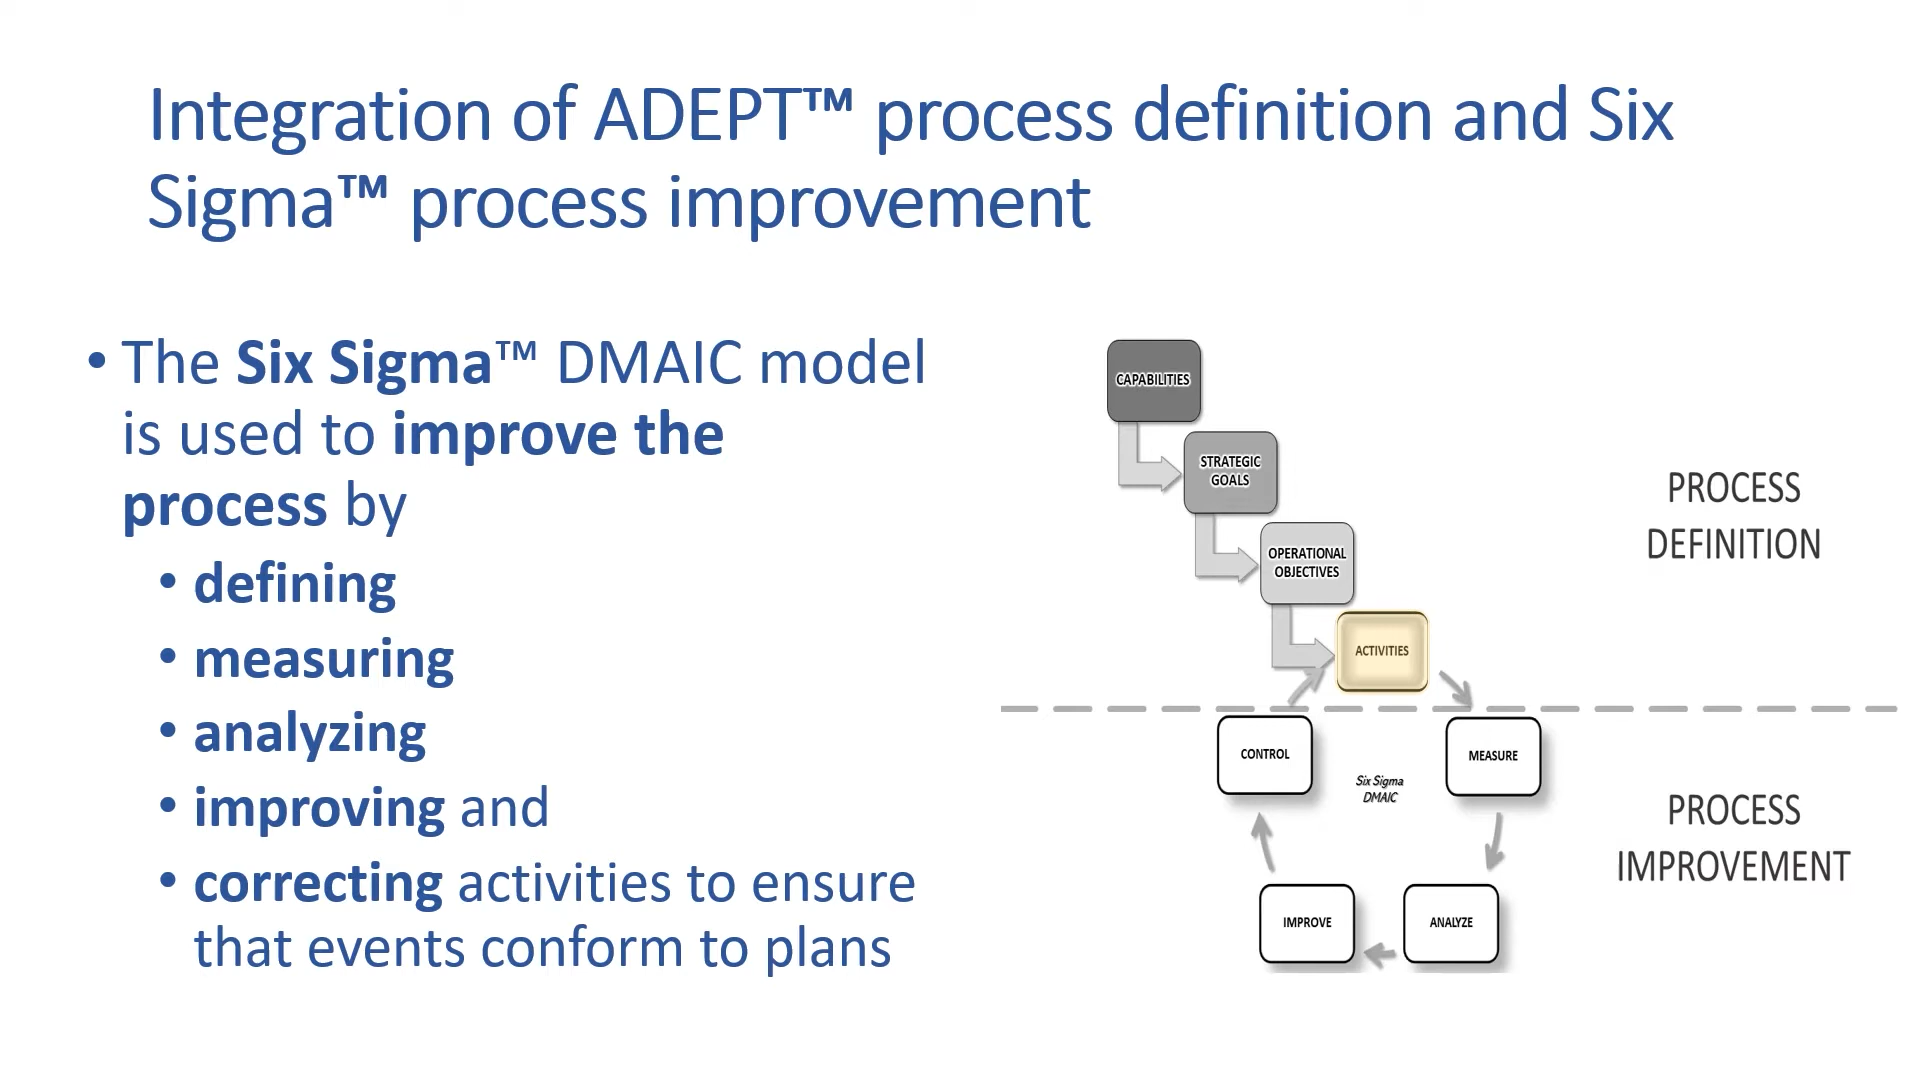 Integration of ADEPT™ process definition and Six
Sigma™ process improvement
• The Six Sigma™ DMAIC model
is used to improve the
process by
• defining
• measuring
• analyzing
• improving and
• correcting activities to ensure
that events conform to plans
CAPABILITIES
STRATEGIC
GOALS
OPERATIONAL
OBJECTIVES
ACTIVITIES
PROCESS
DEFINITION
CONTROL
Six Sigma
DMAIC
MEASURE
IMPROVE
ANALYZE
PROCESS
IMPROVEMENT